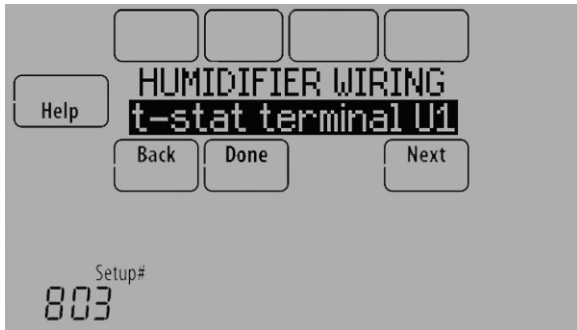 HUMIDIFIER WIRING
Help
t-stat terminal U1
Back Done Next
Setup#
803